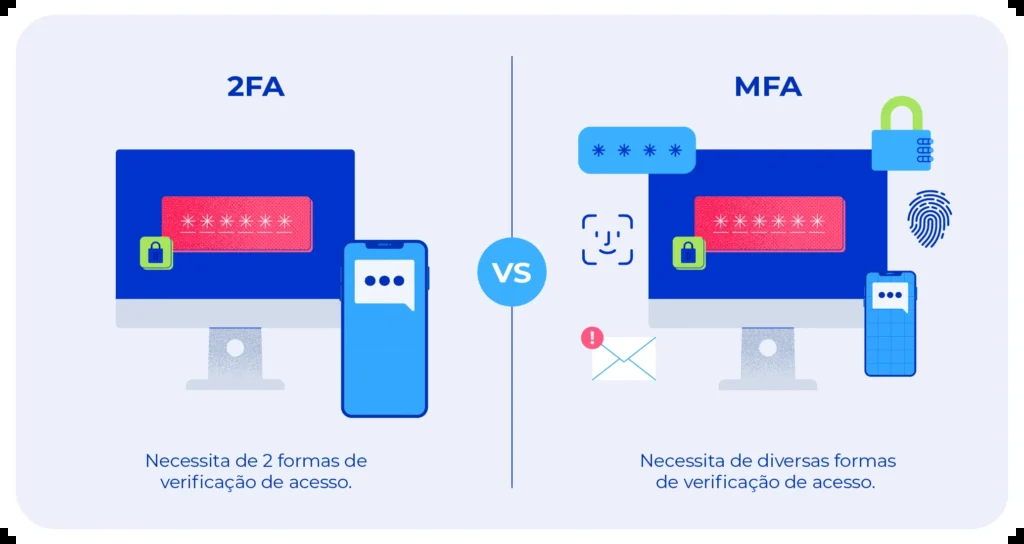 2FA
MFA
VS
Necessita de 2 formas de
verificação de acesso.
Necessita de diversas formas
de verificação de acesso.